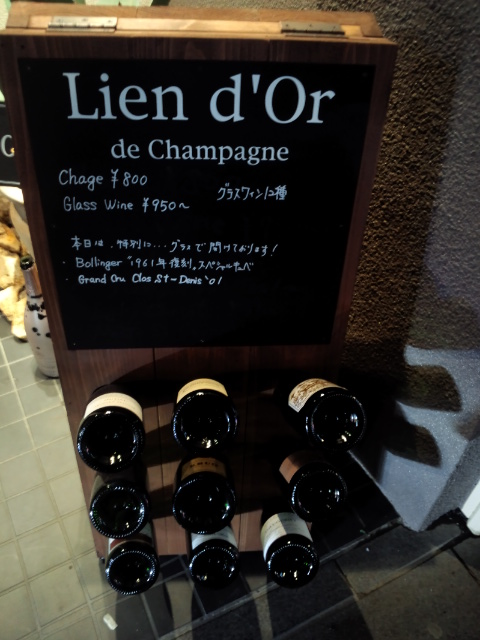 Lien d'Or
de Champagne
Chage ¥800
Glass Wine ¥950~
グラスワイン12種
本日は、特別に...グラスで開けております!
・Bollinger "1961年復刻"スペシャルキュベ
・Grand Cru Clos St-Denis '01
G